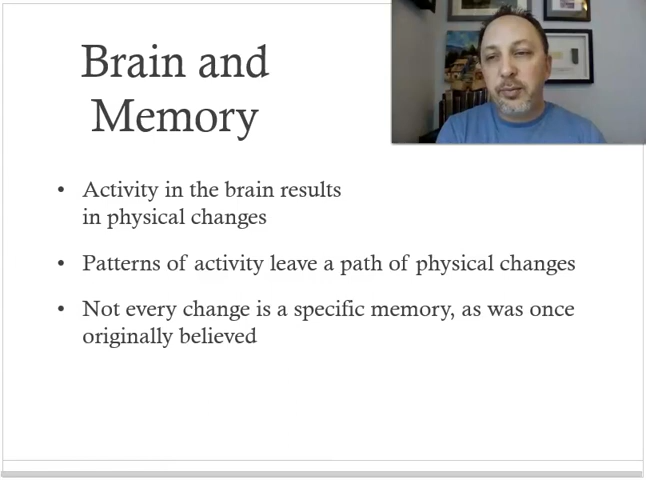 Brain and
Memory
• Activity in the brain results
in physical changes
• Patterns of activity leave a path of physical changes
• Not every change is a specific memory, as was once
originally believed